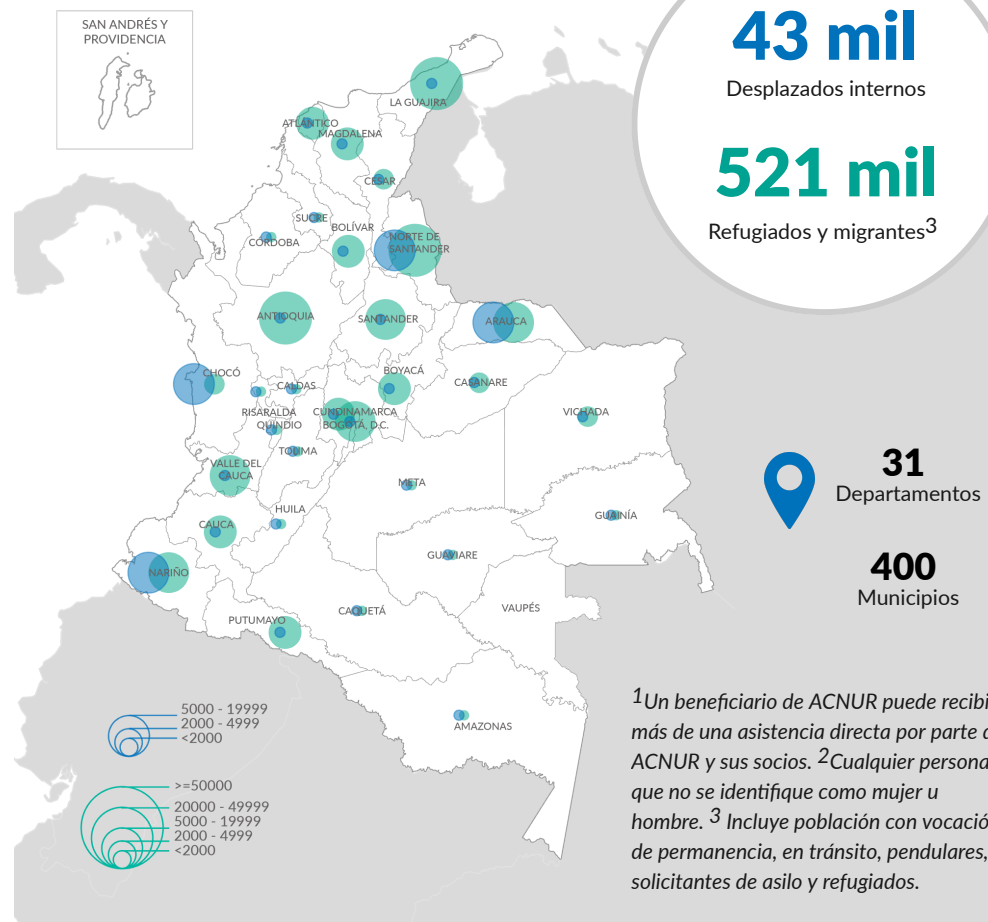 SAN ANDRÉS Y
PROVIDENCIA
43 mil
Desplazados internos
521 mil
Refugiados y migrantes3
LA GUAJIRA
ATLÁNTICO
MAGDALENA
CESAR
SUCRE
BOLÍVAR
CÓRDOBA
NORTE DE
SANTANDER
ANTIOQUIA
SANTANDER
ARAUCA
CHOCÓ
CALDAS
BOYACÁ
CASANARE
RISARALDA
QUINDIO
CUNDINAMARCA
BOGOTÁ, D.C.
VICHADA
TOLIMA
VALLE DEL
CAUCA
META
CAUCA
HUILA
GUAINÍA
GUAVIARE
NARIÑO
CAQUETÁ
VAUPÉS
PUTUMAYO
AMAZONAS
31
Departamentos
400
Municipios
5000 - 19999
2000 - 4999
<2000
>=50000
20000 - 49999
5000 - 19999
2000 - 4999
<2000
1Un beneficiario de ACNUR puede recibi
más de una asistencia directa por parte d
ACNUR y sus socios. 2Cualquier persona
que no se identifique como mujer u
hombre. 3 Incluye población con vocació
de permanencia, en tránsito, pendulares,
solicitantes de asilo y refugiados.